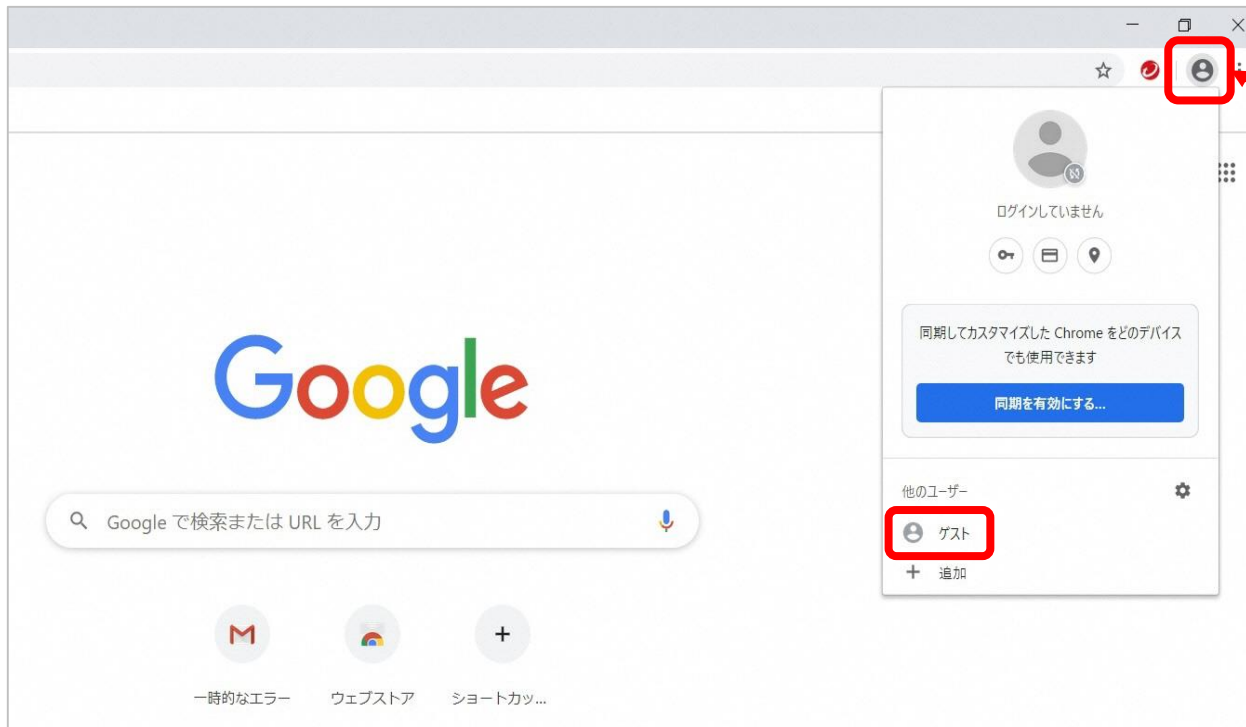 ログインしていません
同期してカスタマイズした Chrome をどのデバイス
でも使用できます
同期を有効にする...
Google
Google で検索または URL を入力
他のユーザー
ゲスト
追加
一時的なエラー
ウェブストア
ショートカッ...